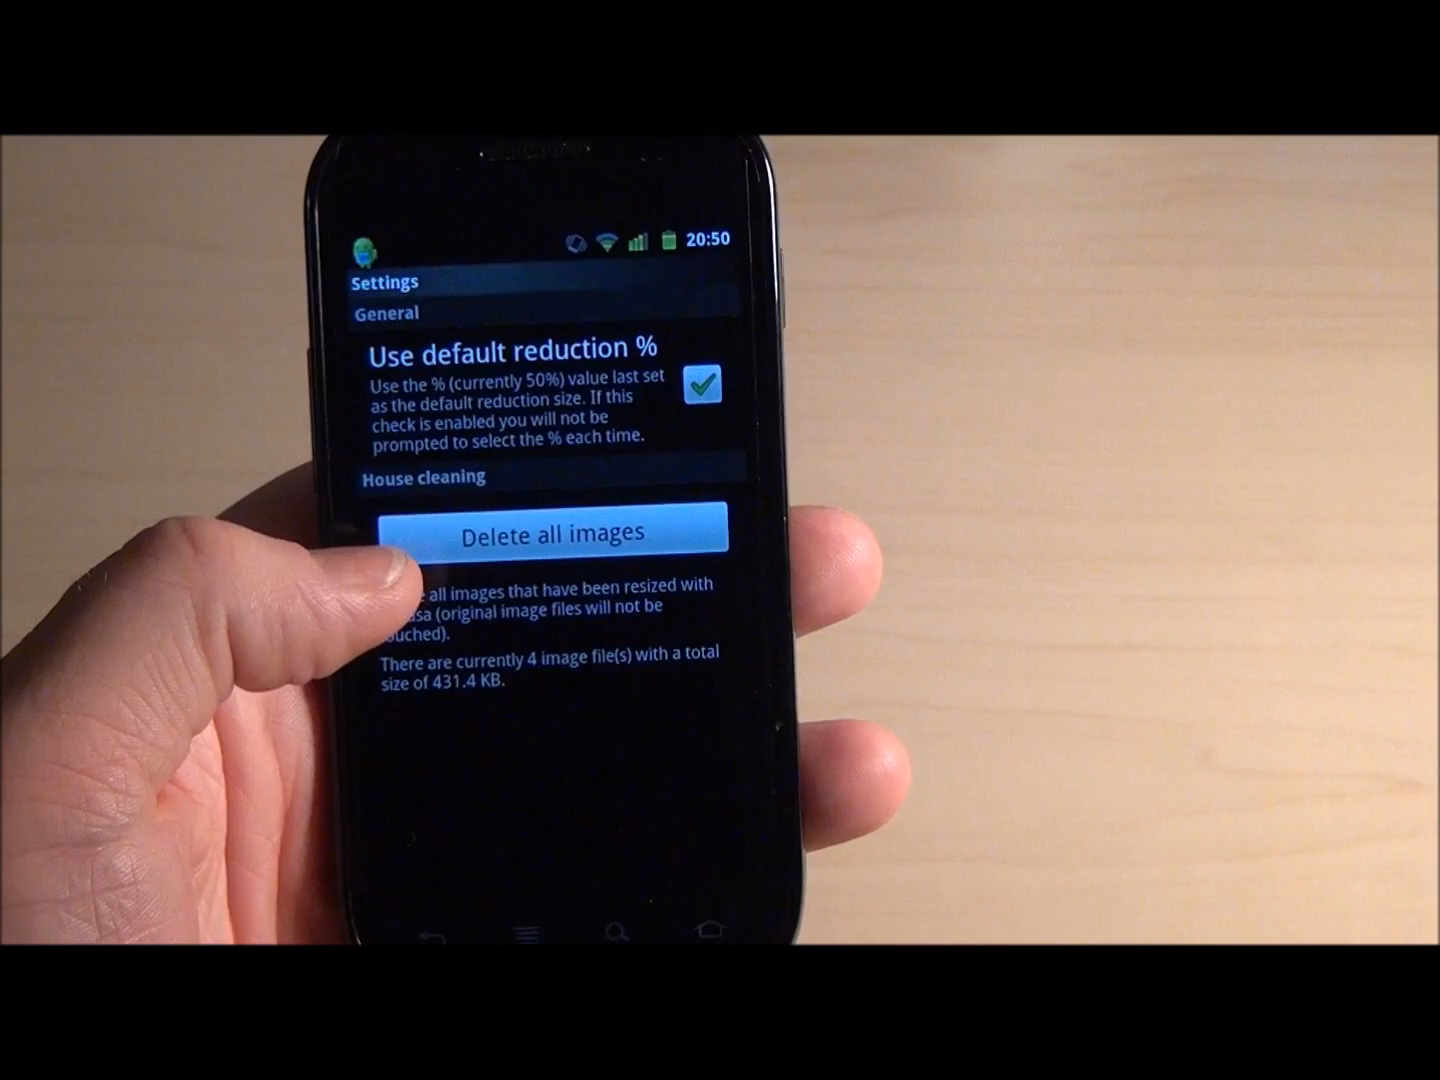 20:50
Settings
General
Use default reduction %
Use the % (currently 50%) value last set
as the default reduction size. If this
check is enabled you will not be
prompted to select the % each time.
House cleaning
Delete all images
all images that have been resized with
(original image files will not be
There are currently 4 image file(s) with a total
size of 431.4 KB.